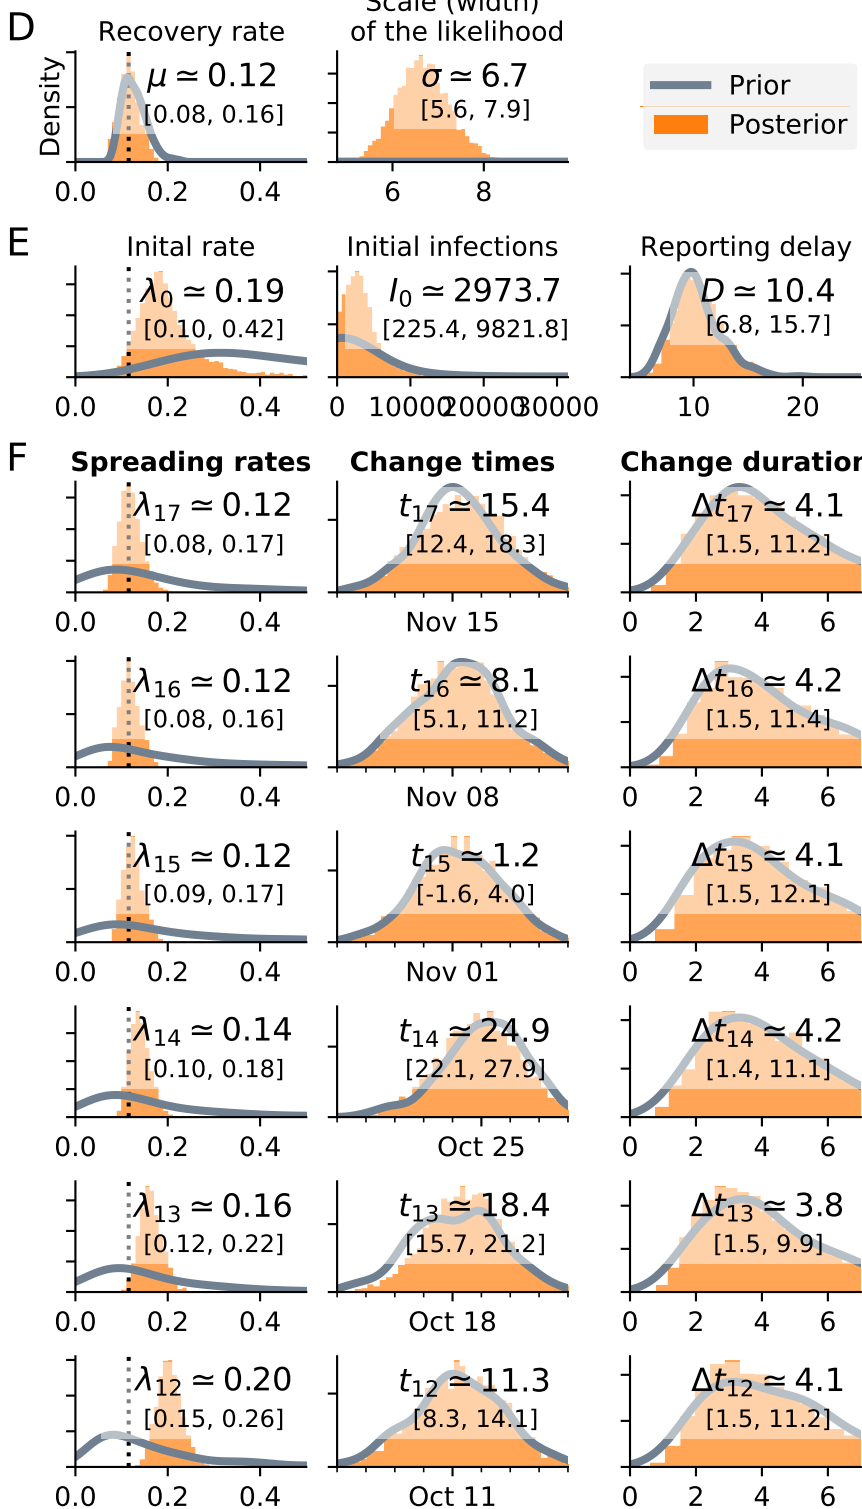 D
Recovery rate
Scale (width)
of the likelihood
Density
μ ≃ 0.12
[0.08, 0.16]
σ ≃ 6.7
[5.6, 7.9]
Prior
Posterior
0.0 0.2 0.4
6 8
E
Inital rate
Initial infections
Reporting delay
λ0 ≃ 0.19
[0.10, 0.42]
I0 ≃ 2973.7
[225.4, 9821.8]
D ≃ 10.4
[6.8, 15.7]
0.0 0.2 0.4
0 10000 20000 30000
10 20
F
Spreading rates
Change times
Change duration
λ17 ≃ 0.12
[0.08, 0.17]
t17 ≃ 15.4
[12.4, 18.3]
Δt17 ≃ 4.1
[1.5, 11.2]
0.0 0.2 0.4
Nov 15
0 2 4 6
λ16 ≃ 0.12
[0.08, 0.16]
t16 ≃ 8.1
[5.1, 11.2]
Δt16 ≃ 4.2
[1.5, 11.4]
0.0 0.2 0.4
Nov 08
0 2 4 6
λ15 ≃ 0.12
[0.09, 0.17]
t15 ≃ 1.2
[-1.6, 4.0]
Δt15 ≃ 4.1
[1.5, 12.1]
0.0 0.2 0.4
Nov 01
0 2 4 6
λ14 ≃ 0.14
[0.10, 0.18]
t14 ≃ 24.9
[22.1, 27.9]
Δt14 ≃ 4.2
[1.4, 11.1]
0.0 0.2 0.4
Oct 25
0 2 4 6
λ13 ≃ 0.16
[0.12, 0.22]
t13 ≃ 18.4
[15.7, 21.2]
Δt13 ≃ 3.8
[1.5, 9.9]
0.0 0.2 0.4
Oct 18
0 2 4 6
λ12 ≃ 0.20
[0.15, 0.26]
t12 ≃ 11.3
[8.3, 14.1]
Δt12 ≃ 4.1
[1.5, 11.2]
0.0 0.2 0.4
Oct 11
0 2 4 6